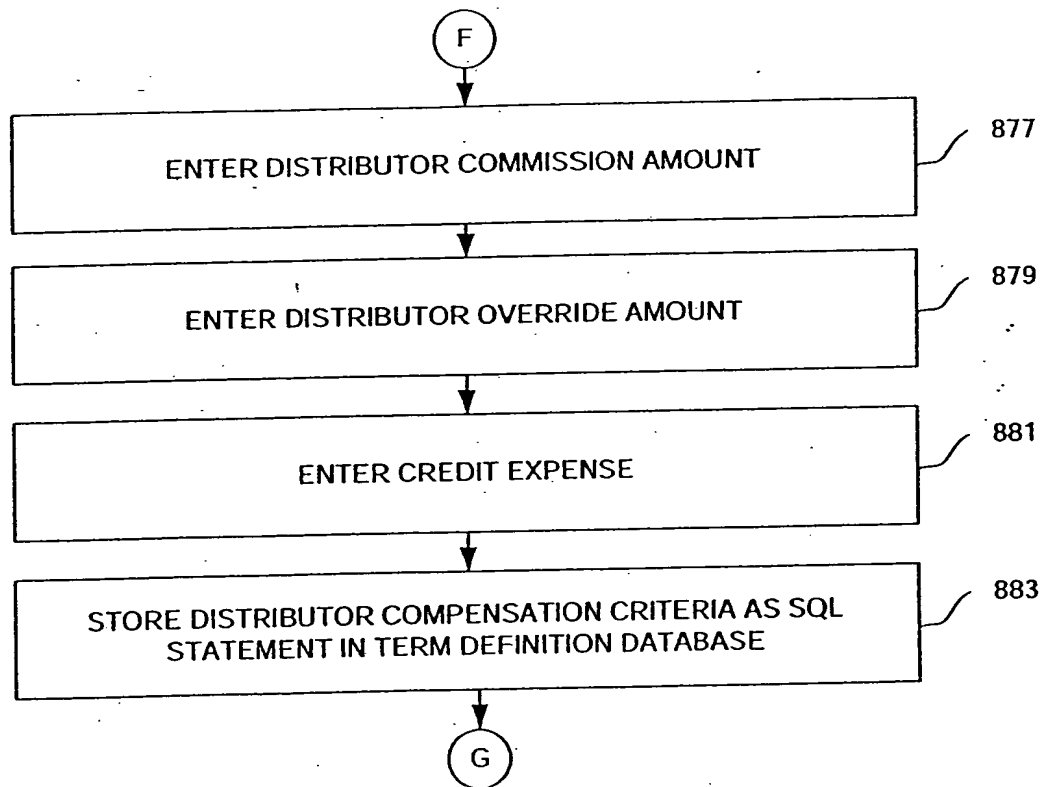 F
ENTER DISTRIBUTOR COMMISSION AMOUNT
877
ENTER DISTRIBUTOR OVERRIDE AMOUNT
879
ENTER CREDIT EXPENSE
881
STORE DISTRIBUTOR COMPENSATION CRITERIA AS SQL
STATEMENT IN TERM DEFINITION DATABASE
883
G